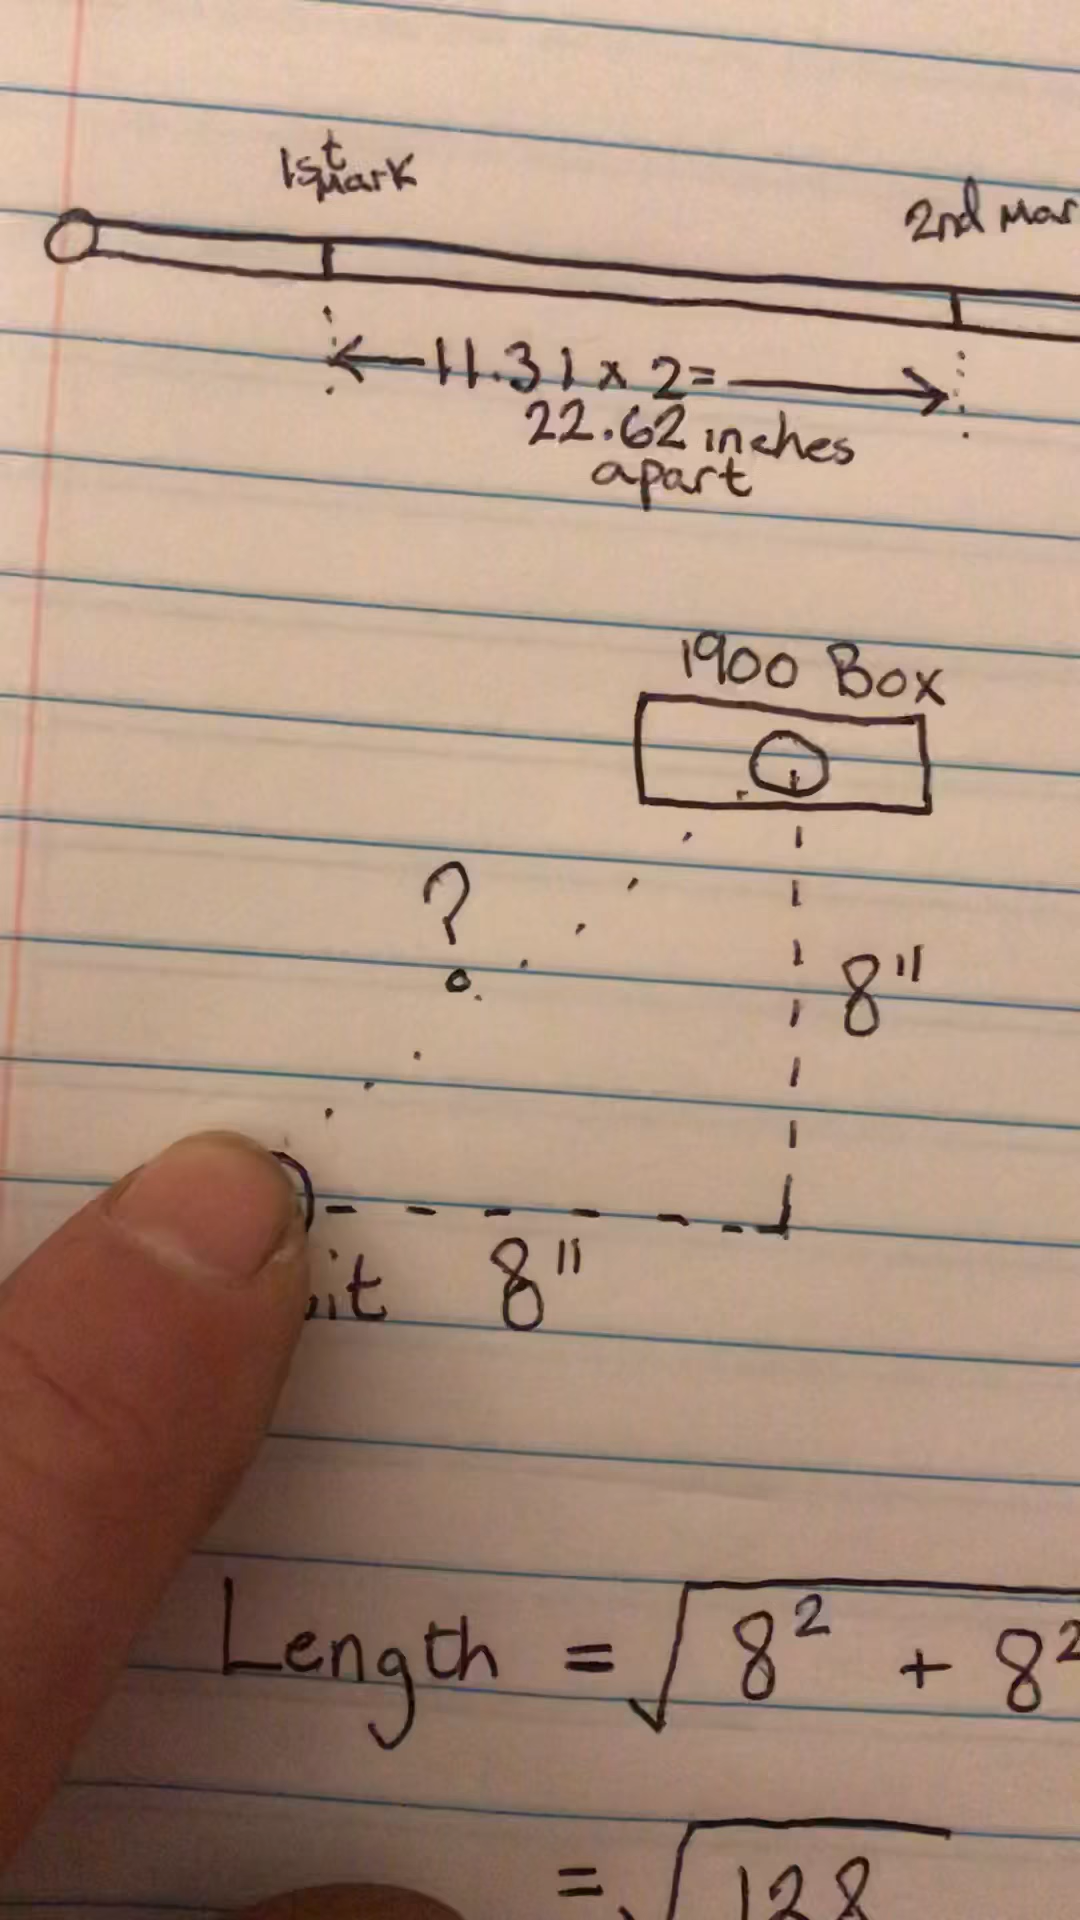 1st Mark
2nd Mar
11.31 x 2 =
22.62 inches
apart
1900 Box
?
8"
8"
it
Length = √8² + 8²
= √128